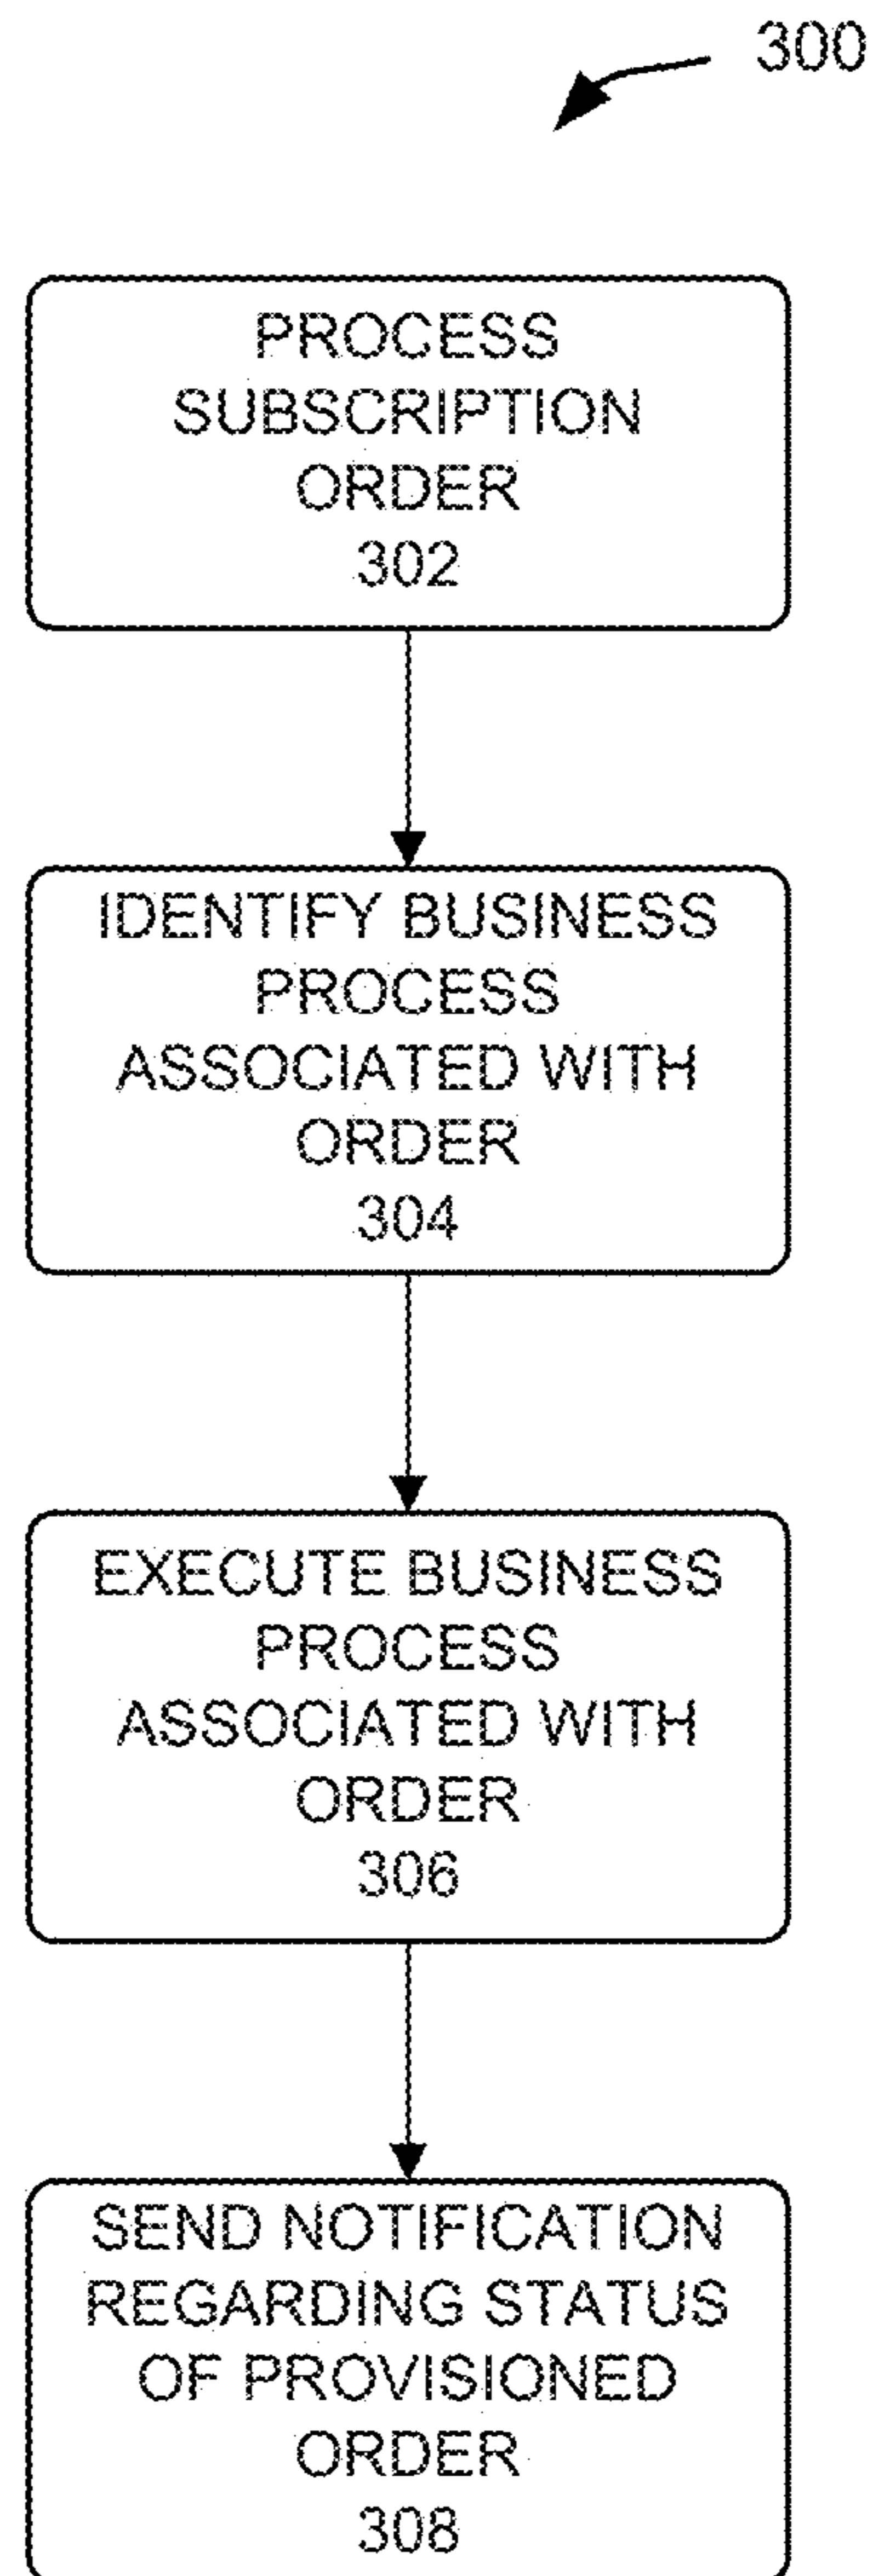 300
PROCESS
SUBSCRIPTION
ORDER
302
IDENTIFY BUSINESS
PROCESS
ASSOCIATED WITH
ORDER
304
EXECUTE BUSINESS
PROCESS
ASSOCIATED WITH
ORDER
306
SEND NOTIFICATION
REGARDING STATUS
OF PROVISIONED
ORDER
308